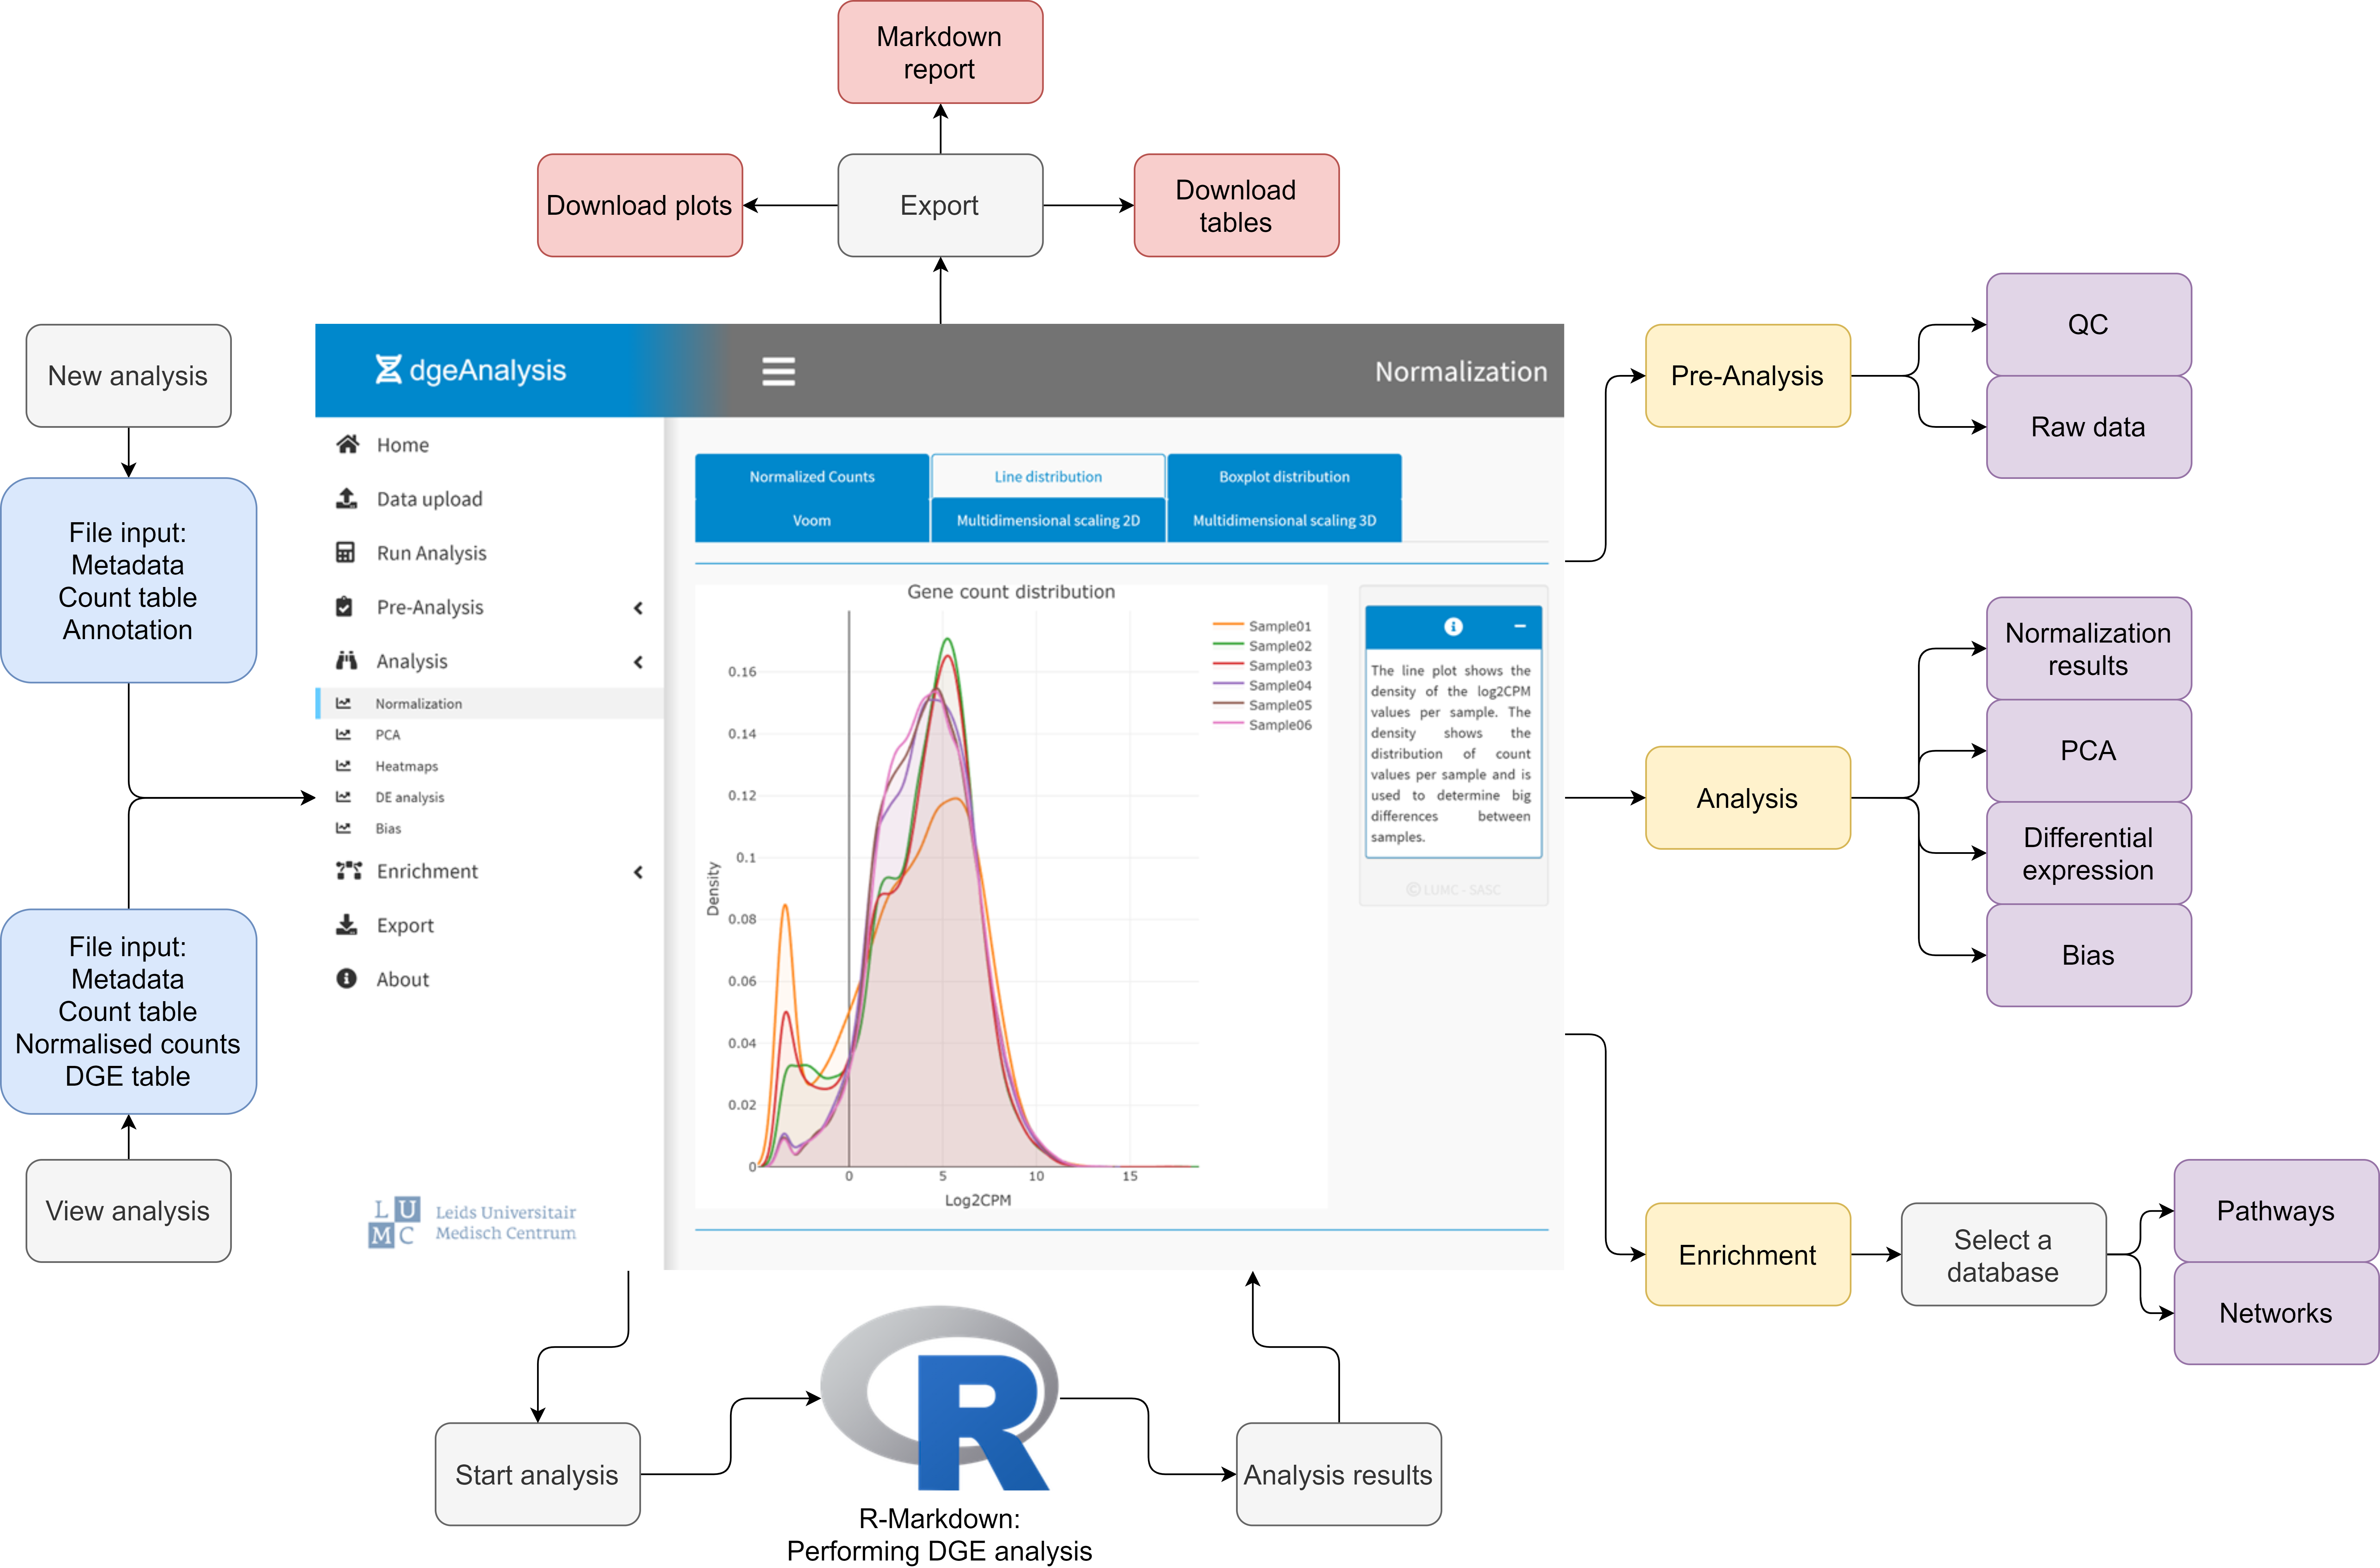 Markdown
report
Download plots
Export
Download
tables
New analysis
File input:
Metadata
Count table
Annotation
File input:
Metadata
Count table
Normalised counts
DGE table
View analysis
dgeAnalysis
Normalization
Home
Data upload
Run Analysis
Pre-Analysis
Analysis
Normalization
PCA
Heatmaps
DE analysis
Bias
Enrichment
Export
About
L U
M C
Leids Universitair
Medisch Centrum
Normalized Counts
Line distribution
Boxplot distribution
Voom
Multidimensional scaling 2D
Multidimensional scaling 3D
Gene count distribution
Sample01
Sample02
Sample03
Sample04
Sample05
Sample06
0.16
0.14
0.12
0.1
0.08
0.06
0.04
0.02
0
Density
0
5
10
15
Log2CPM
The line plot shows the
density of the log2CPM
values per sample. The
density shows the
distribution of count
values per sample and is
used to determine big
differences between
samples.
© LUMC - SASC
Pre-Analysis
QC
Raw data
Analysis
Normalization
results
PCA
Differential
expression
Bias
Enrichment
Select a
database
Pathways
Networks
Start analysis
R
R-Markdown:
Performing DGE analysis
Analysis results